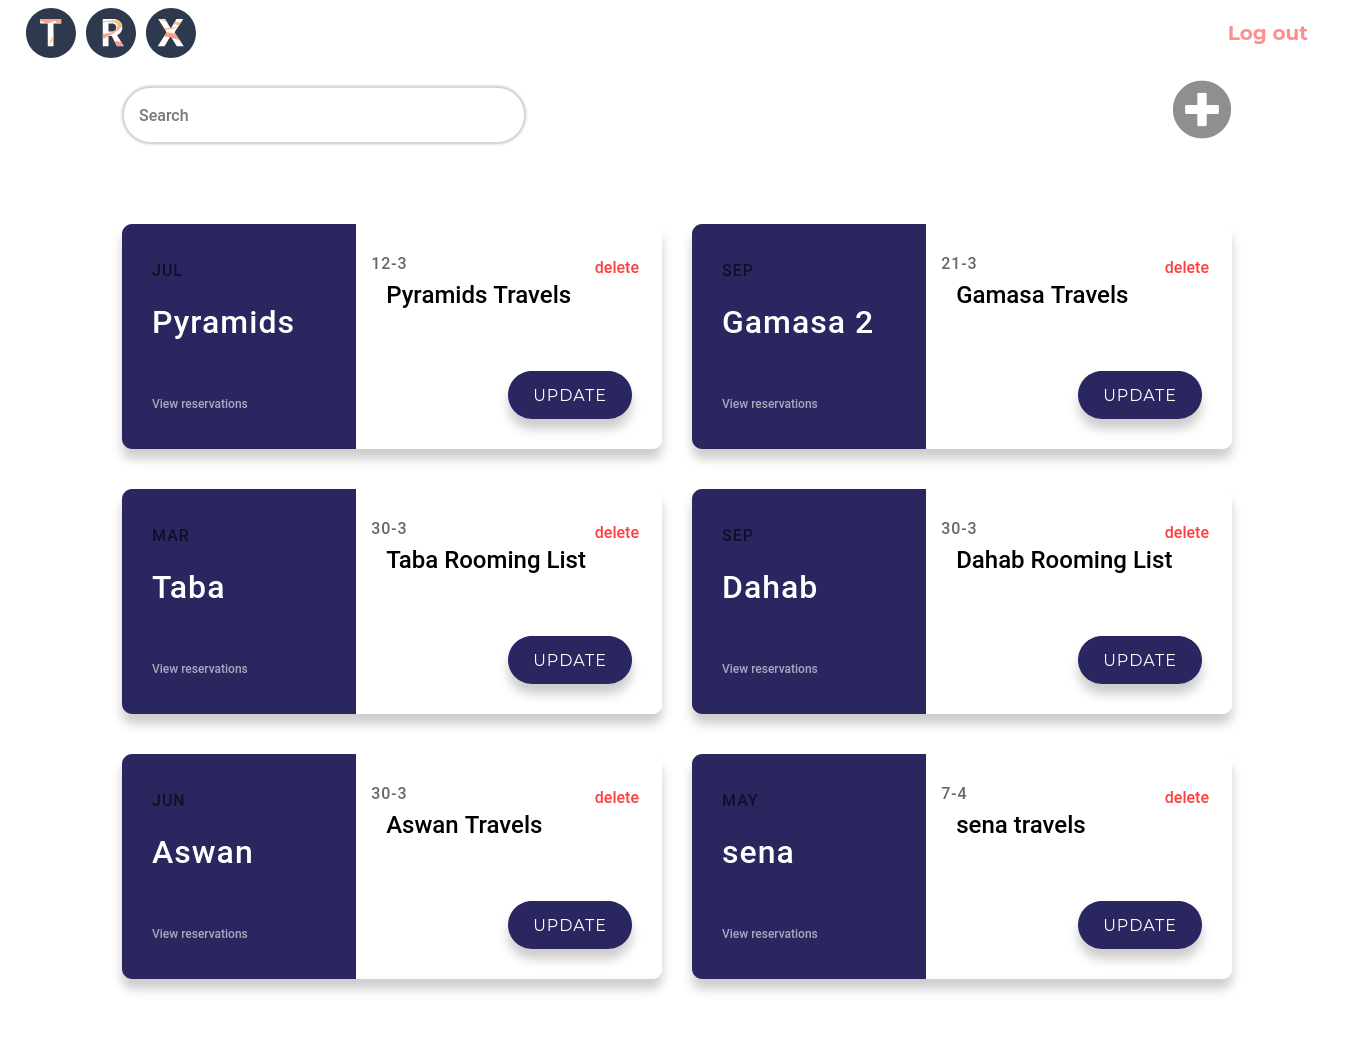 T R X
Log out
Search
JUL
Pyramids
View reservations
12-3
delete
Pyramids Travels
UPDATE
SEP
Gamasa 2
View reservations
21-3
delete
Gamasa Travels
UPDATE
MAR
Taba
View reservations
30-3
delete
Taba Rooming List
UPDATE
SEP
Dahab
View reservations
30-3
delete
Dahab Rooming List
UPDATE
JUN
Aswan
View reservations
30-3
delete
Aswan Travels
UPDATE
MAY
sena
View reservations
7-4
delete
sena travels
UPDATE